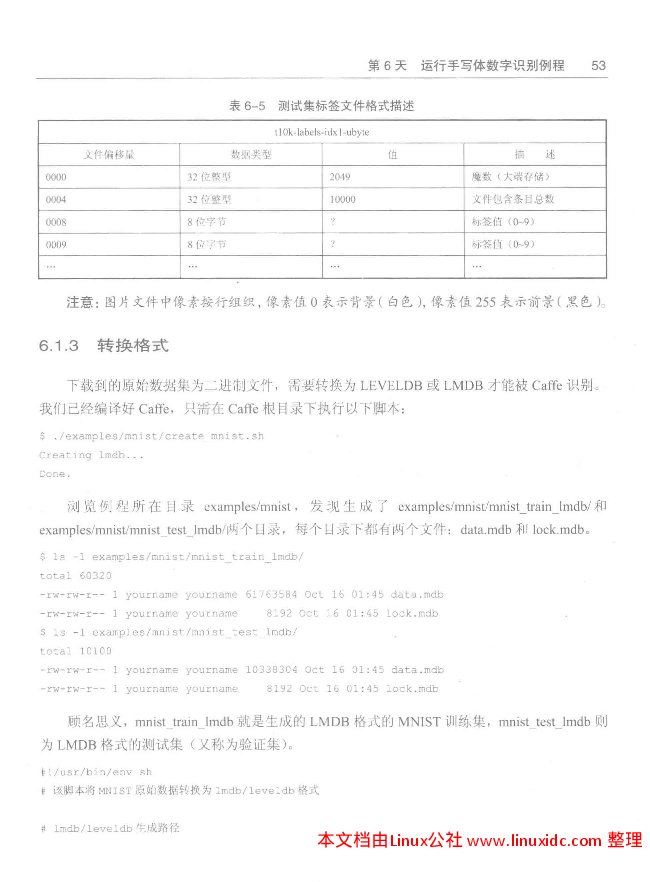 第 6 天 运行手写体数字识别例程 53
表 6-5 测试集标签文件格式描述
t10k-labels-idx1-ubyte
文件偏移量 数据类型 值 描 述
0000 32 位整型 2049 魔数（大端存储）
0004 32 位整型 10000 文件包含条目总数
0008 8 位字节 ? 标签值（0~9）
0009 8 位字节 ? 标签值（0~9）
... ... ... ...
注意：图片文件中像素按行组织，像素值 0 表示背景（白色），像素值 255 表示前景（黑色）。
6.1.3 转换格式
下载到的原始数据集为二进制文件，需要转换为 LEVELDB 或 LMDB 才能被 Caffe 识别。
我们已经编译好 Caffe，只需在 Caffe 根目录下执行以下脚本：
$ ./examples/mnist/create_mnist.sh
Creating lmdb...
Done.
浏览例程所在目录 examples/mnist，发现生成了 examples/mnist/mnist_train_lmdb/ 和
examples/mnist/mnist_test_lmdb/两个目录，每个目录下都有两个文件：data.mdb 和 lock.mdb。
$ ls -l examples/mnist/mnist_train_lmdb/
total 60320
-rw-rw-r-- 1 yourname yourname 61763584 Oct 16 01:45 data.mdb
-rw-rw-r-- 1 yourname yourname 8192 Oct 16 01:45 lock.mdb
$ ls -l examples/mnist/mnist_test_lmdb/
total 10100
-rw-rw-r-- 1 yourname yourname 10338304 Oct 16 01:45 data.mdb
-rw-rw-r-- 1 yourname yourname 8192 Oct 16 01:45 lock.mdb
顾名思义，mnist_train_lmdb 就是生成的 LMDB 格式的 MNIST 训练集，mnist_test_lmdb 则
为 LMDB 格式的测试集（又称为验证集）。
#!/usr/bin/env sh
# 该脚本将 MNIST 原始数据转换为 lmdb/leveldb 格式
# lmdb/leveldb 生成路径
本文档由Linux公社 www.linuxidc.com 整理